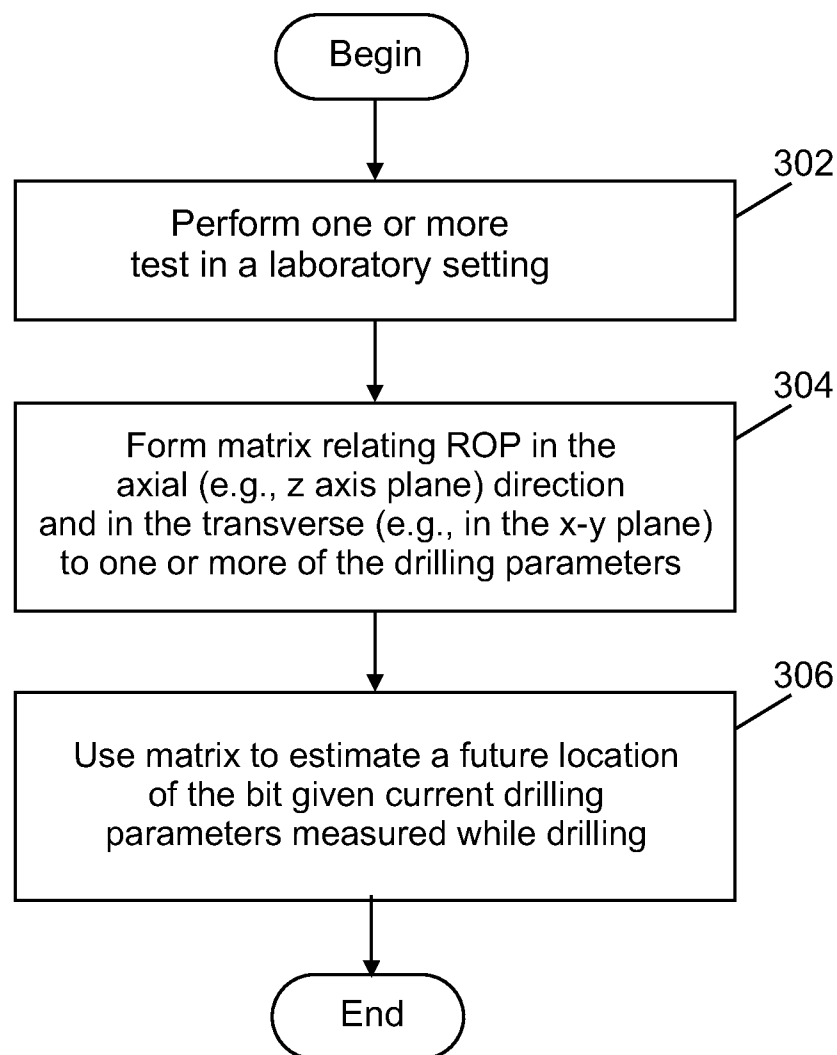 Begin
302
Perform one or more
test in a laboratory setting
304
Form matrix relating ROP in the
axial (e.g., z axis plane) direction
and in the transverse (e.g., in the x-y plane)
to one or more of the drilling parameters
306
Use matrix to estimate a future location
of the bit given current drilling
parameters measured while drilling
End